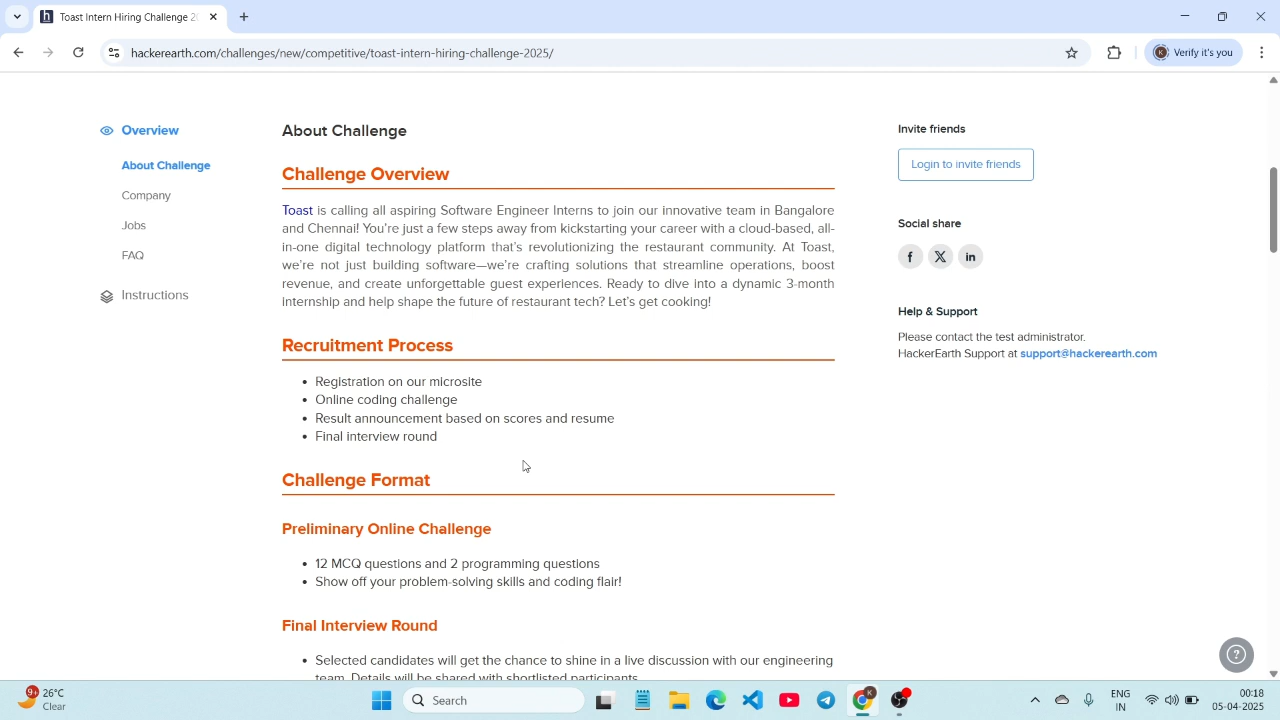 Toast Intern Hiring Challenge 2
hackerearth.com/challenges/new/competitive/toast-intern-hiring-challenge-2025/
Verify it's you
Overview
About Challenge
Company
Jobs
FAQ
Instructions
About Challenge
Challenge Overview
Toast is calling all aspiring Software Engineer Interns to join our innovative team in Bangalore
and Chennai! You're just a few steps away from kickstarting your career with a cloud-based, all-
in-one digital technology platform that's revolutionizing the restaurant community. At Toast,
we're not just building software—we're crafting solutions that streamline operations, boost
revenue, and create unforgettable guest experiences. Ready to dive into a dynamic 3-month
internship and help shape the future of restaurant tech? Let's get cooking!
Recruitment Process
Registration on our microsite
Online coding challenge
Result announcement based on scores and resume
Final interview round
Challenge Format
Preliminary Online Challenge
12 MCQ questions and 2 programming questions
Show off your problem-solving skills and coding flair!
Final Interview Round
Selected candidates will get the chance to shine in a live discussion with our engineering
team. Details will be shared with shortlisted participants
Invite friends
Login to invite friends
Social share
Help & Support
Please contact the test administrator.
HackerEarth Support at support@hackerearth.com
9+
26°C
Clear
Search
ENG
IN
00:18
05-04-2025